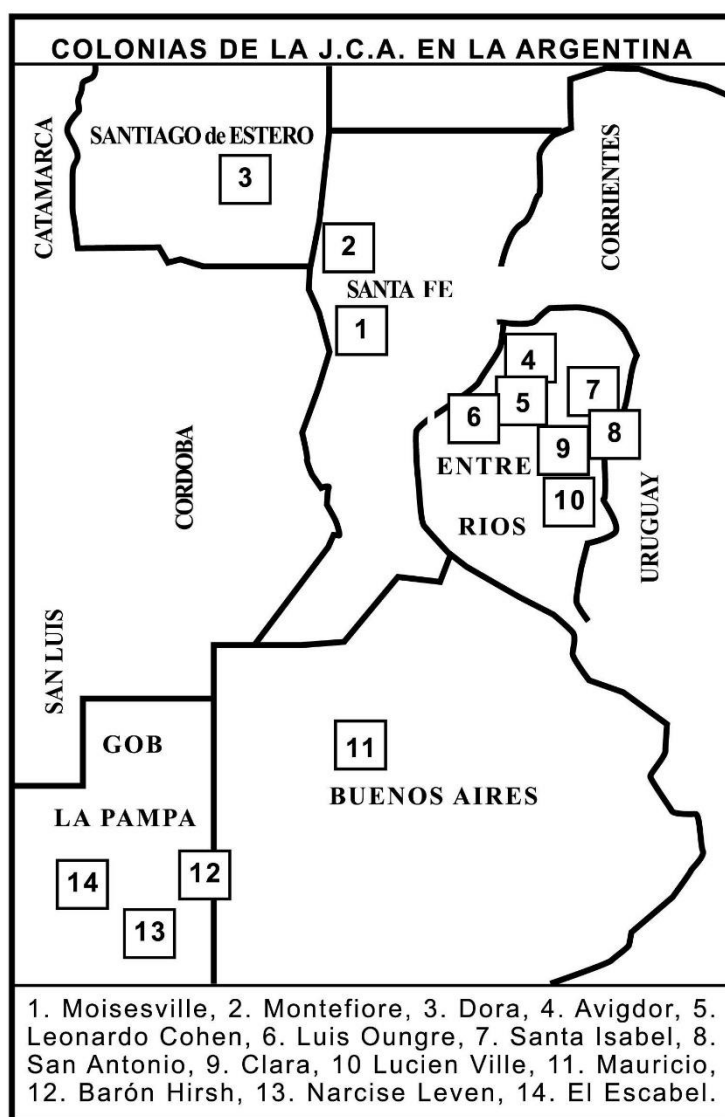 COLONIAS DE LA J.C.A. EN LA ARGENTINA
CATAMARCA
SANTIAGO de ESTERO
3
CORRIENTES
2
SANTA FE
1
4
7
5
6
8
9
CORDOBA
ENTRE
10
RIOS
URUGUAY
SAN LUIS
GOB
11
BUENOS AIRES
LA PAMPA
12
14
13
1. Moisesville, 2. Montefiore, 3. Dora, 4. Avigdor, 5.
Leonardo Cohen, 6. Luis Oungre, 7. Santa Isabel, 8.
San Antonio, 9. Clara, 10 Lucien Ville, 11. Mauricio,
12. Barón Hirsh, 13. Narcise Leven, 14. El Escabel.